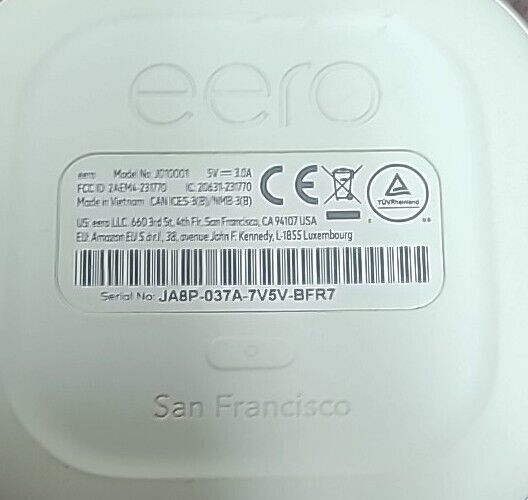 eero
eero Model No: J010001 5V ⎓ 3.0A
FCC ID: 2AEM4-231770 IC: 20631-231770
Made in Vietnam CAN ICES-3(B)/NMB-3(B)
CE
TÜVRheinland
US: eero LLC. 660 3rd St, 4th Flr, San Francisco, CA 94107 USA
EU: Amazon EU S.à r.l., 38, avenue John F. Kennedy, L-1855 Luxembourg
Serial No: JA8P-037A-7V5V-BFR7
San Francisco